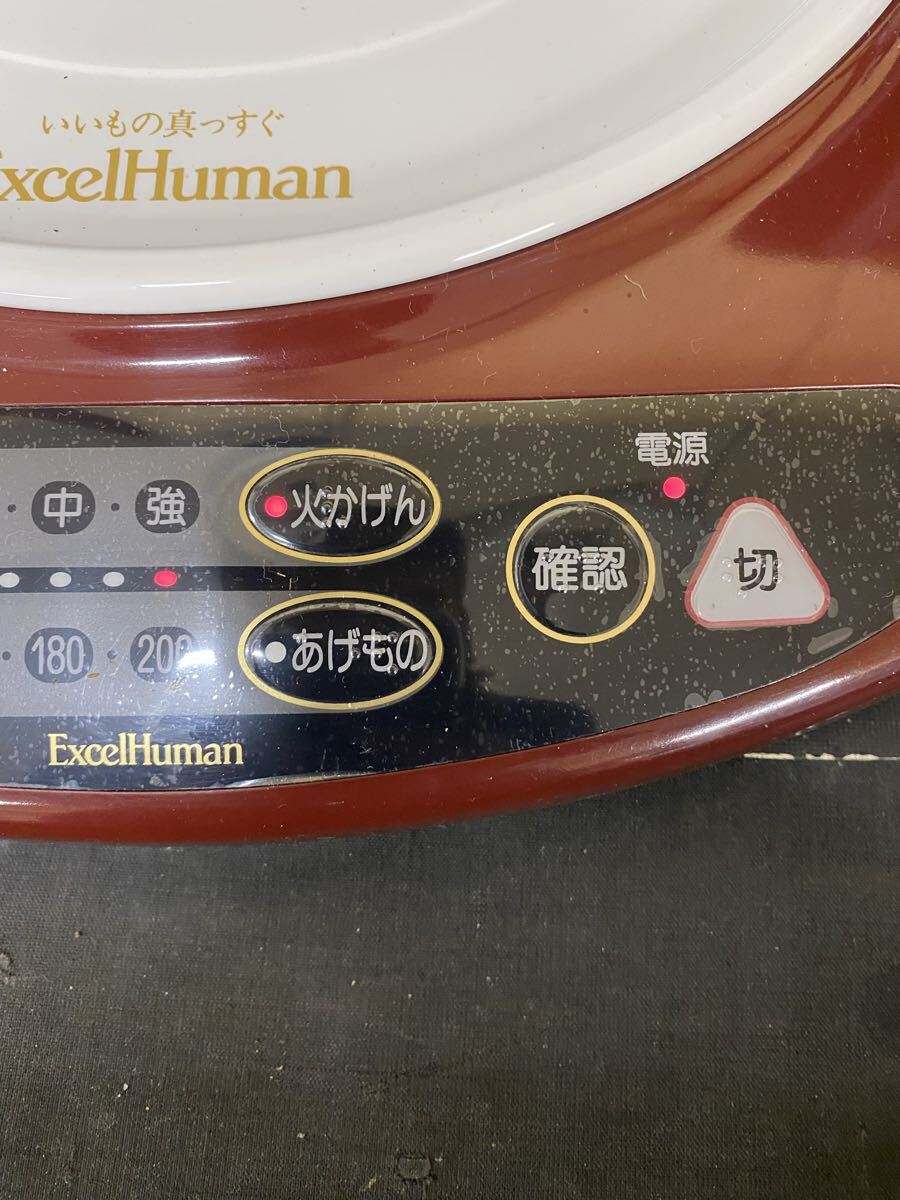 いいもの真っすぐ
ExcelHuman
電源
中・強
火かげん
確認
切
180・200
あげもの
ExcelHuman